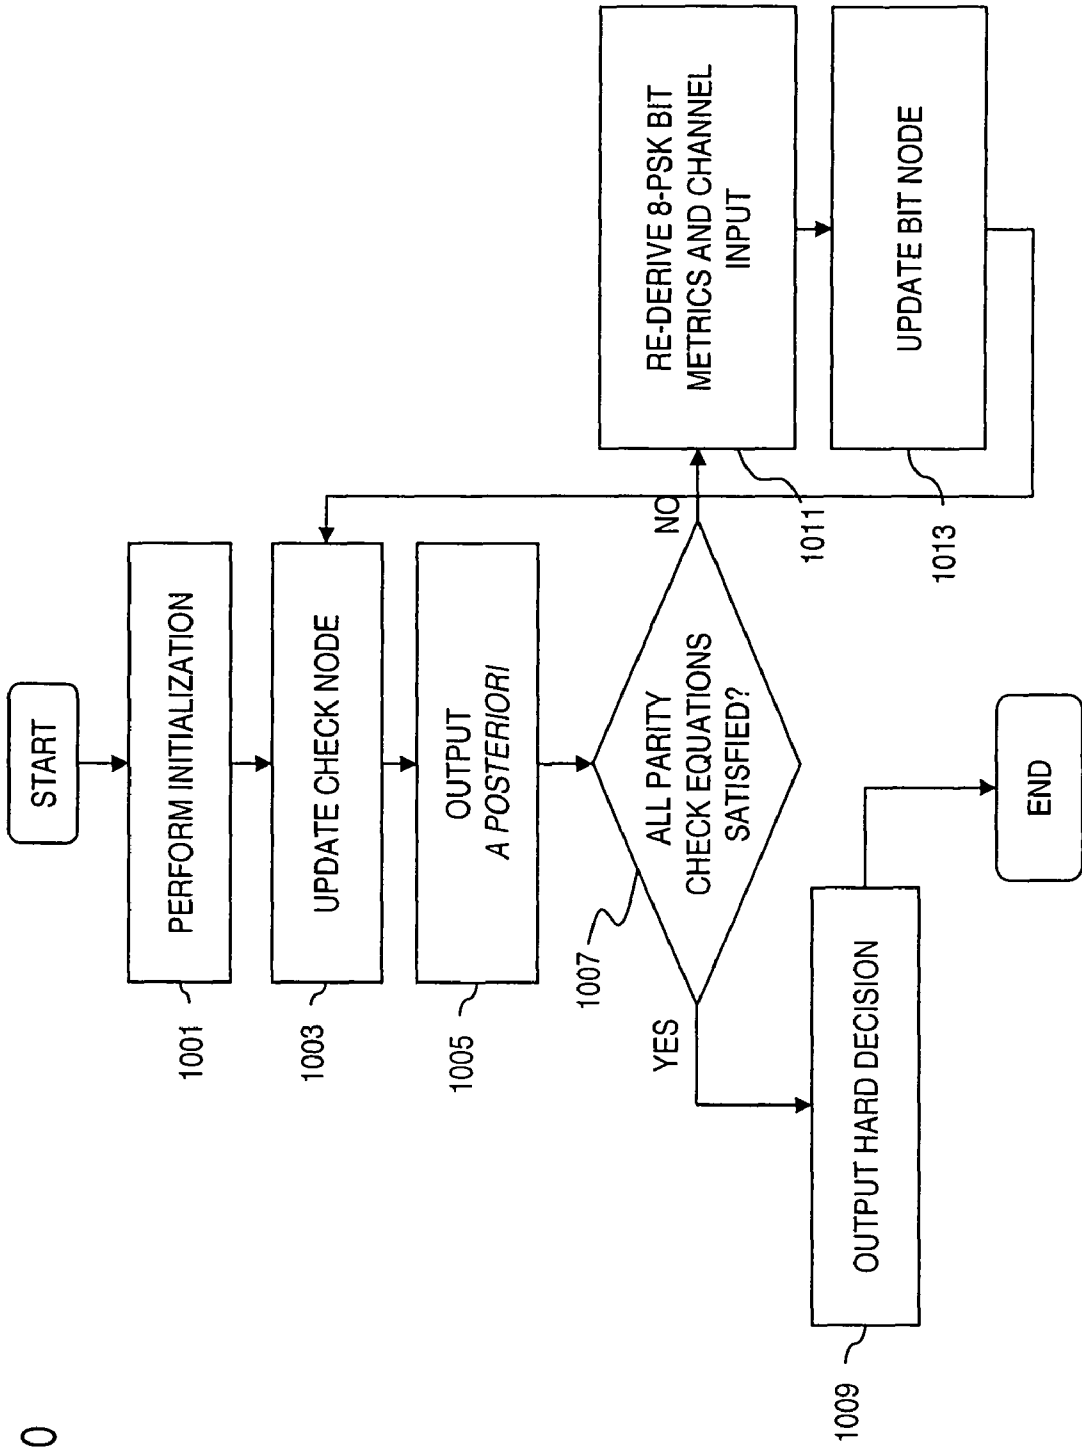 0
START
PERFORM INITIALIZATION
1001
UPDATE CHECK NODE
1003
OUTPUT
A POSTERIORI
1005
ALL PARITY
CHECK EQUATIONS
SATISFIED?
1007
YES
NO
OUTPUT HARD DECISION
1009
END
RE-DERIVE 8-PSK BIT
METRICS AND CHANNEL
INPUT
1011
UPDATE BIT NODE
1013